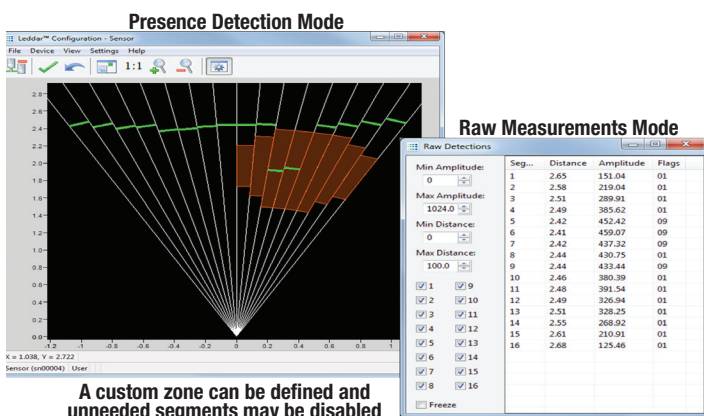 Presence Detection Mode
Leddar™ Configuration - Sensor
File Device View Settings Help
1:1
2.8
2.6
2.4
2.2
2.0
1.8
1.6
1.4
1.2
1.0
0.8
0.6
0.4
0.2
0.0
-1.2 -1 -0.8 -0.6 -0.4 -0.2 0 0.2 0.4 0.6 0.8 1
X = 1.038, Y = 2.722
Sensor (sn00004) User
Raw Measurements Mode
Raw Detections
Min Amplitude:
0
Max Amplitude:
1024.0
Min Distance:
0
Max Distance:
100.0
1 9
2 10
3 11
4 12
5 13
6 14
7 15
8 16
Freeze
Seg... Distance Amplitude Flags
1 2.65 151.04 01
2 2.58 219.04 01
3 2.51 289.91 01
4 2.49 385.62 01
5 2.42 452.42 09
6 2.41 459.07 09
7 2.42 437.32 09
8 2.44 430.75 01
9 2.44 433.44 09
10 2.46 380.39 01
11 2.48 391.54 01
12 2.49 326.94 01
13 2.51 328.25 01
14 2.55 268.92 01
15 2.61 210.91 01
16 2.68 125.46 01
A custom zone can be defined and
unneeded segments may be disabled